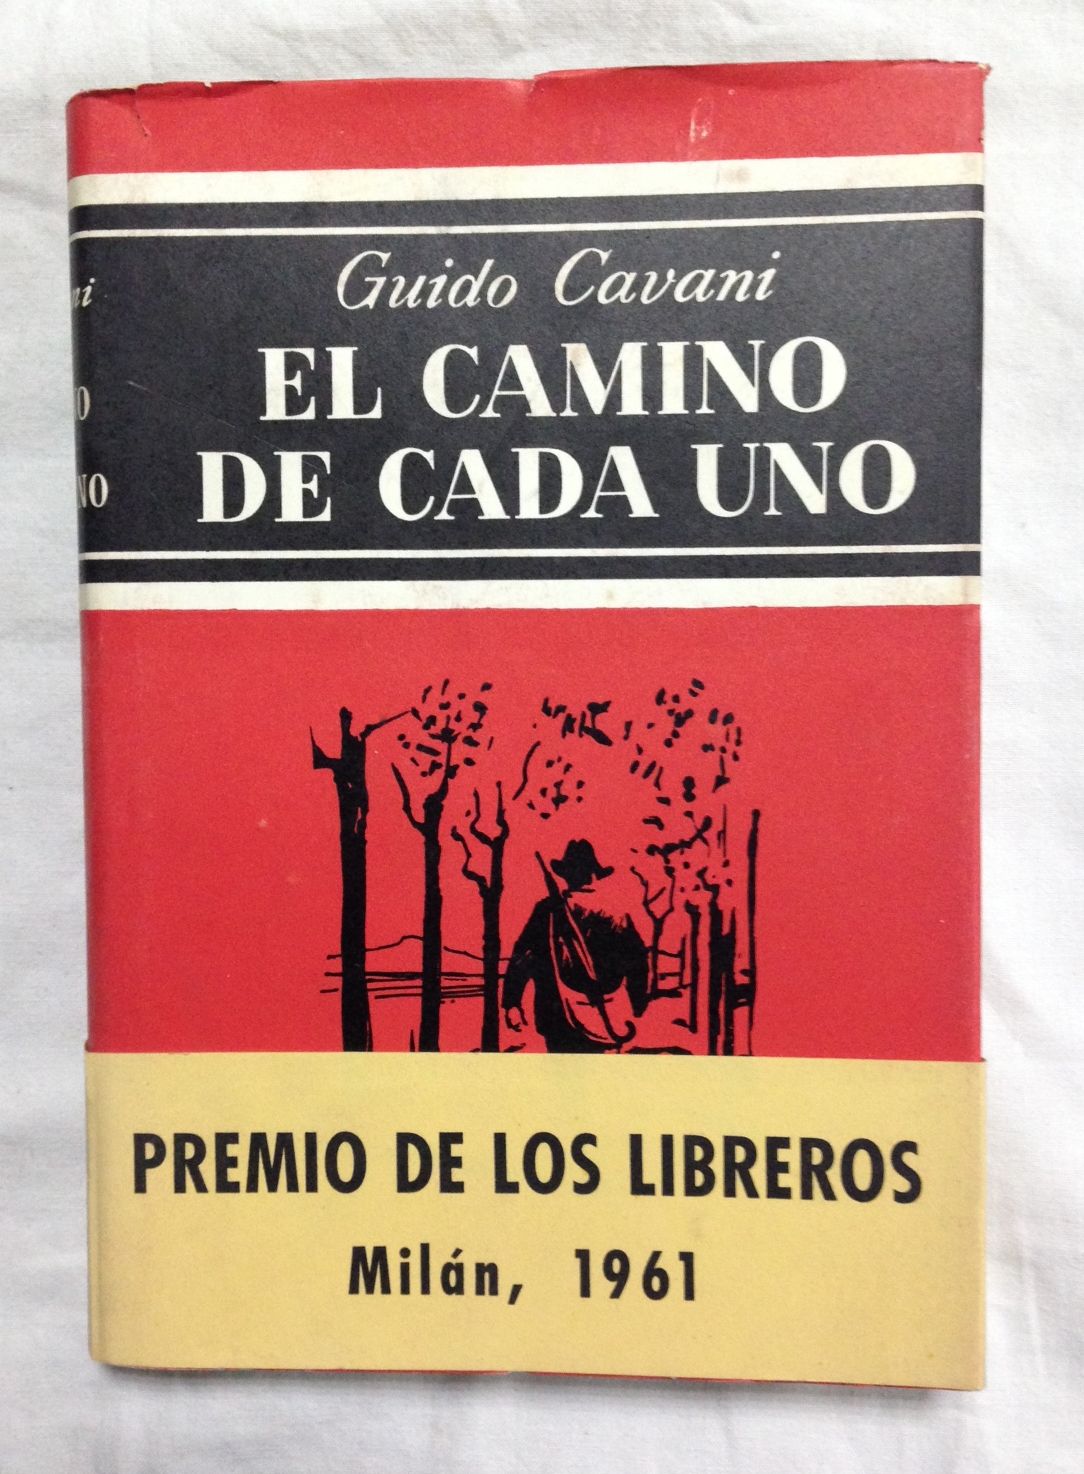 Guido Cavani
EL CAMINO
DE CADA UNO
PREMIO DE LOS LIBREROS
Milán, 1961